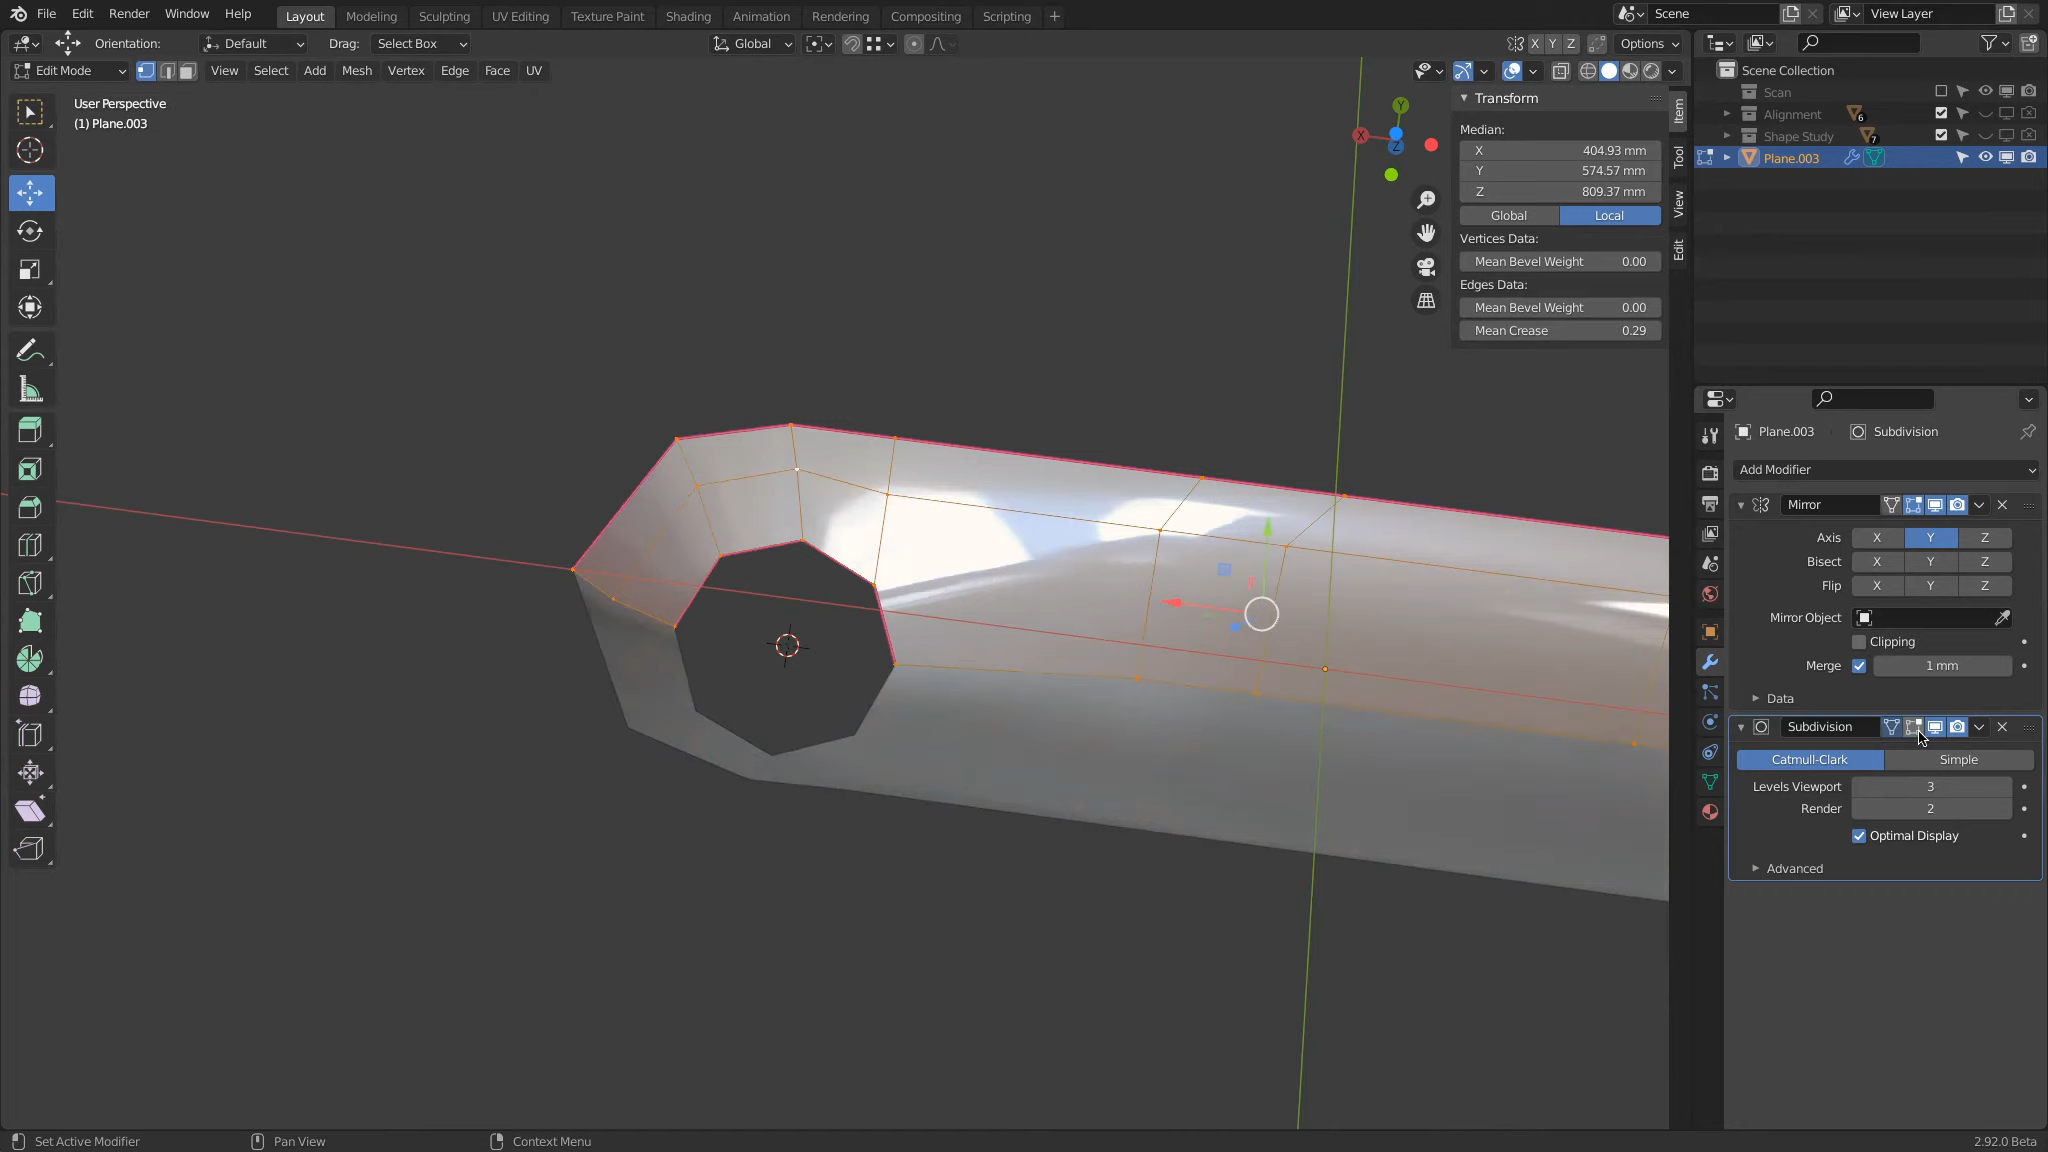 File Edit Render Window Help Layout Modeling Sculpting UV Editing Texture Paint Shading Animation Rendering Compositing Scripting + Scene View Layer
Orientation: Default Drag: Select Box Global X Y Z Options
Edit Mode View Select Add Mesh Vertex Edge Face UV
User Perspective
(1) Plane.003
Y
X
Z
Transform
Median:
X 404.93 mm
Y 574.57 mm
Z 809.37 mm
Global Local
Vertices Data:
Mean Bevel Weight 0.00
Edges Data:
Mean Bevel Weight 0.00
Mean Crease 0.29
Item
Tool
View
Edit
Scene Collection
Scan
Alignment 6
Shape Study 7
Plane.003
Plane.003 Subdivision
Add Modifier
Mirror
Axis X Y Z
Bisect X Y Z
Flip X Y Z
Mirror Object
Clipping
Merge 1 mm
Data
Subdivision
Catmull-Clark Simple
Levels Viewport 3
Render 2
Optimal Display
Advanced
Set Active Modifier Pan View Context Menu 2.92.0 Beta